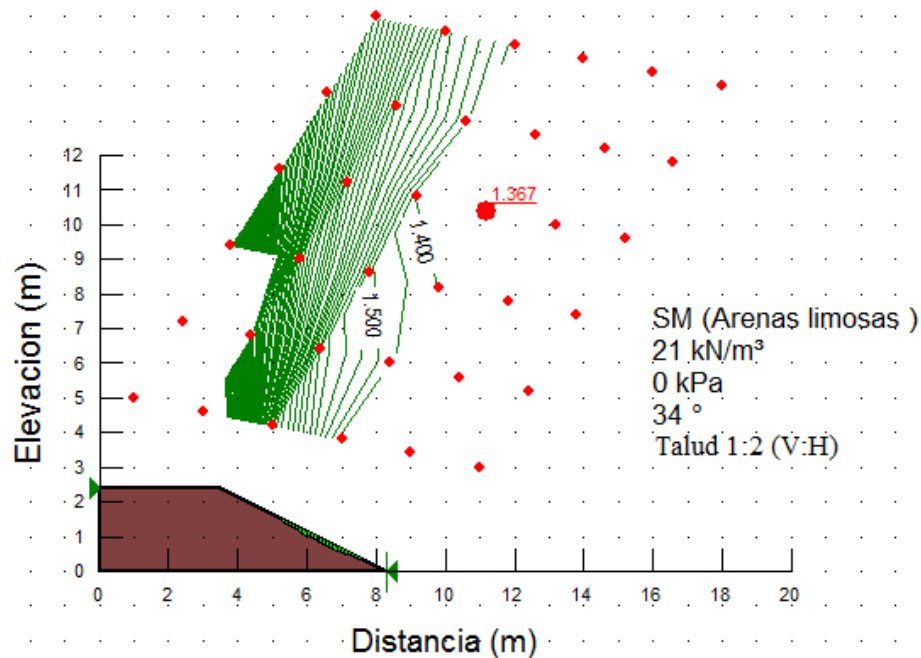 1.367
1.400
1.500
Elevacion (m)
12
11
10
9
8
7
6
5
4
3
2
1
0
SM (Arenas limosas )
21 kN/m³
0 kPa
34 °
Talud 1:2 (V:H)
0 2 4 6 8 10 12 14 16 18 20
Distancia (m)